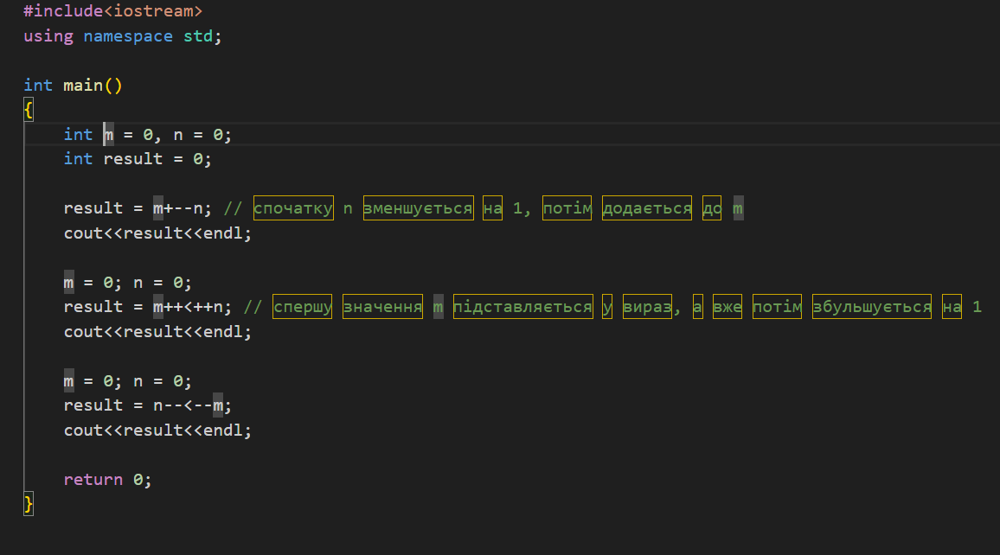 #include<iostream>
using namespace std;
int main()
{
int m = 0, n = 0;
int result = 0;
result = m+--n; // спочатку n зменшується на 1, потім додається до m
cout<<result<<endl;
m = 0; n = 0;
result = m++<++n; // спершу значення m підставляється у вираз, а вже потім збульшується на 1
cout<<result<<endl;
m = 0; n = 0;
result = n--<--m;
cout<<result<<endl;
return 0;
}